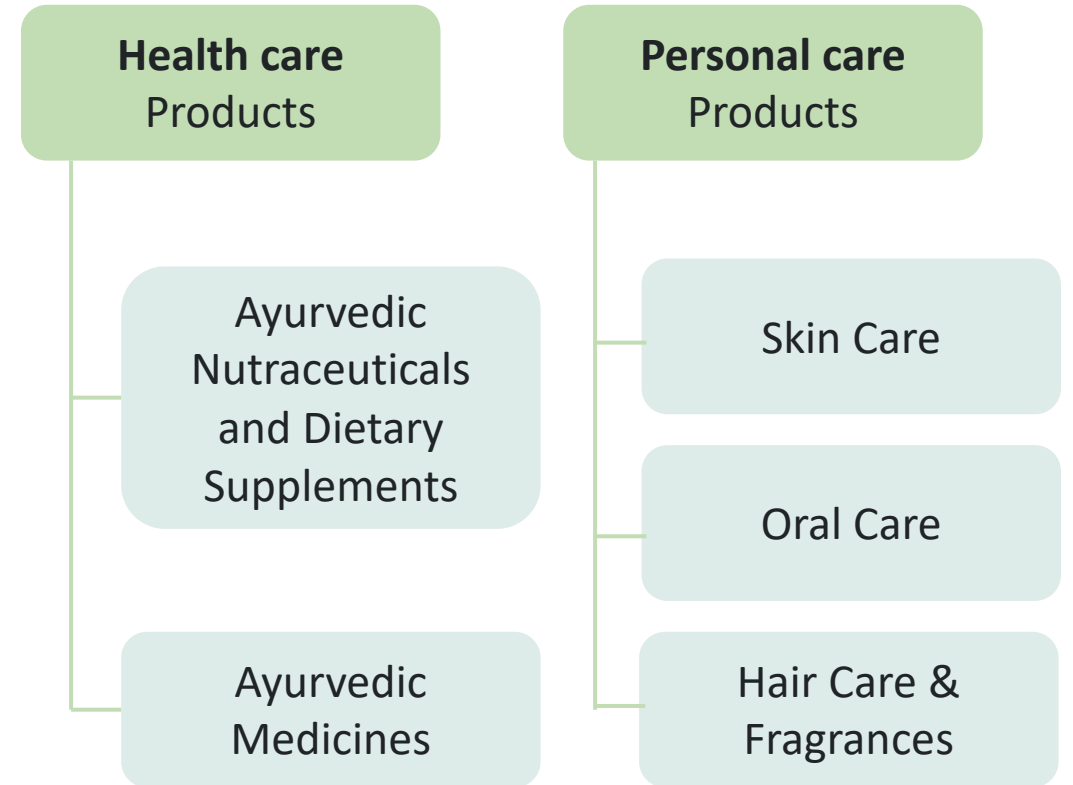 Health care
Products
Ayurvedic
Nutraceuticals
and Dietary
Supplements
Ayurvedic
Medicines
Personal care
Products
Skin Care
Oral Care
Hair Care &
Fragrances